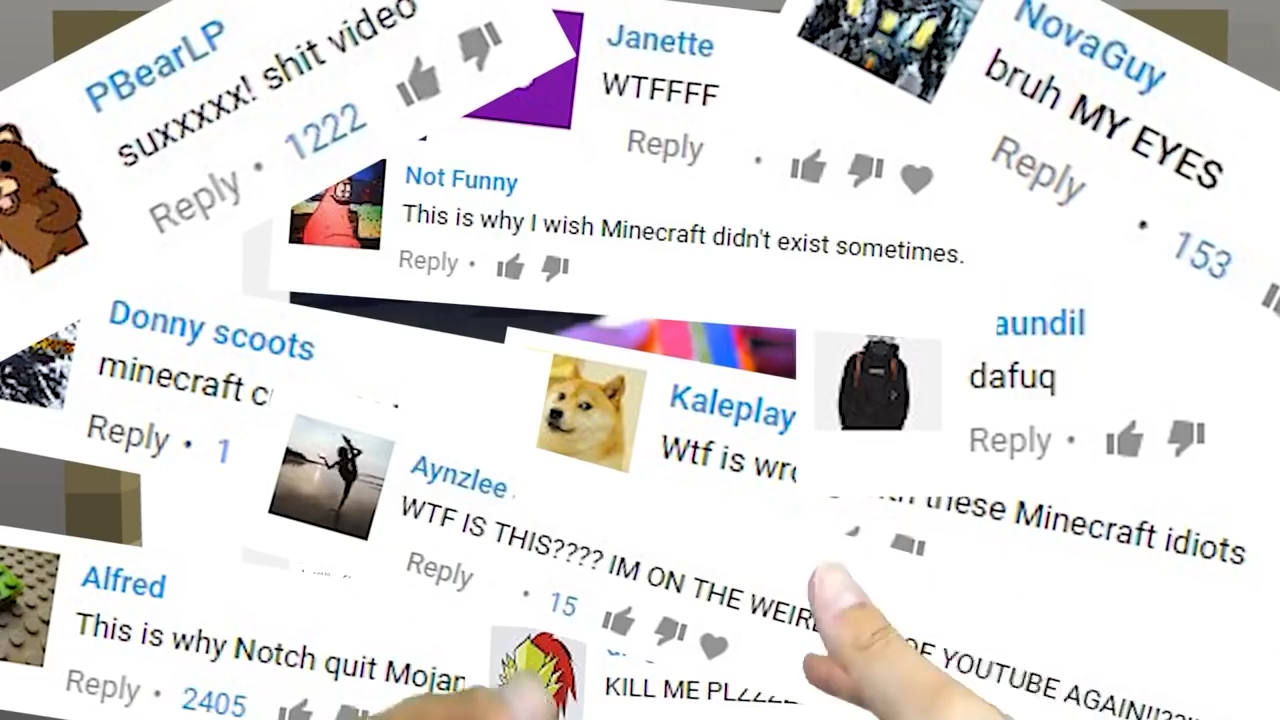 PBearLP
suxxxxx! shit video
Reply • 1222
Janette
WTFFFF
Reply •
NovaGuy
bruh MY EYES
Reply • 153
Not Funny
This is why I wish Minecraft didn't exist sometimes.
Reply •
Donny scoots
minecraft
Reply • 1
Kaleplay
Wtf is
these Minecraft idiots
aundil
dafuq
Reply •
Aynzlee
WTF IS THIS???? IM ON THE OF YOUTUBE AGAIN!!??
Reply • 15
Alfred
This is why Notch quit Mojan
Reply • 2405
KILL ME PLZZZZ